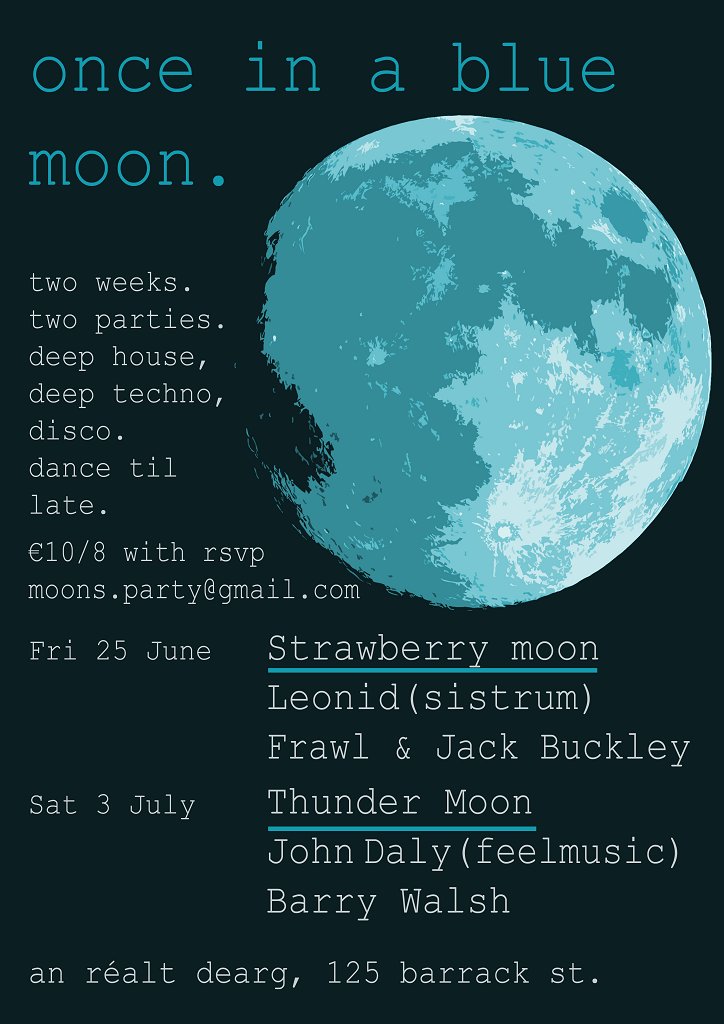 once in a blue
moon.
two weeks.
two parties.
deep house,
deep techno,
disco.
dance til
late.
€10/8 with rsvp
moons.party@gmail.com
Fri 25 June Strawberry moon
Leonid(sistrum)
Frawl & Jack Buckley
Sat 3 July Thunder Moon
John Daly(feelmusic)
Barry Walsh
an réalt dearg, 125 barrack st.